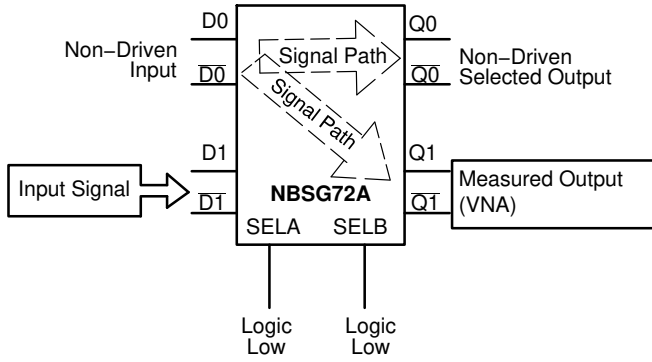 D0
Q0
Non–Driven
Input
Signal Path
Non–Driven
Selected Output
D0
Q0
Signal Path
D1
Q1
Input Signal
Measured Output
(VNA)
NBSG72A
D1
Q1
SELA
SELB
Logic
Low
Logic
Low